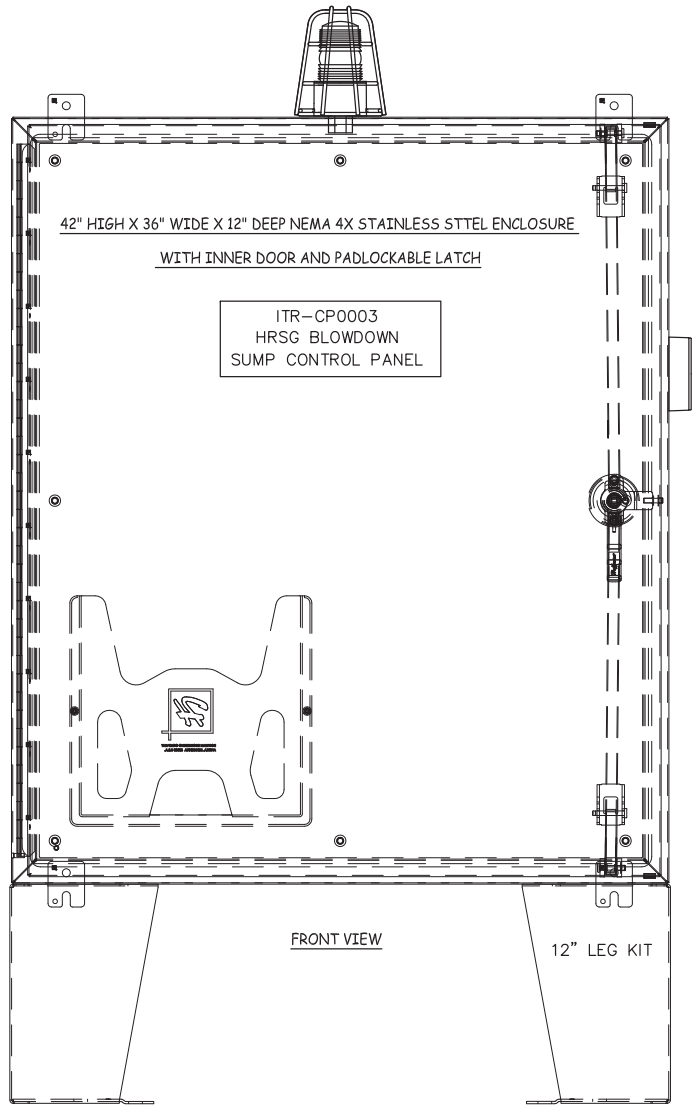 42" HIGH X 36" WIDE X 12" DEEP NEMA 4X STAINLESS STTEL ENCLOSURE
WITH INNER DOOR AND PADLOCKABLE LATCH
ITR-CP0003
HRSG BLOWDOWN
SUMP CONTROL PANEL
FRONT VIEW
12" LEG KIT